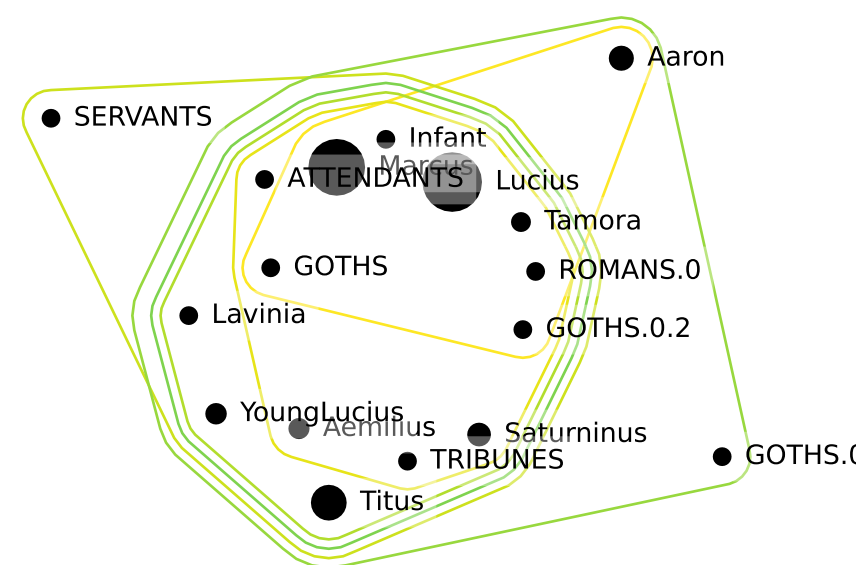 Aaron
SERVANTS
Infant
Marcus
ATTENDANTS
Lucius
Tamora
GOTHS
ROMANS.0
Lavinia
GOTHS.0.2
YoungLucius
Aemilius
Saturninus
TRIBUNES
GOTHS.0
Titus